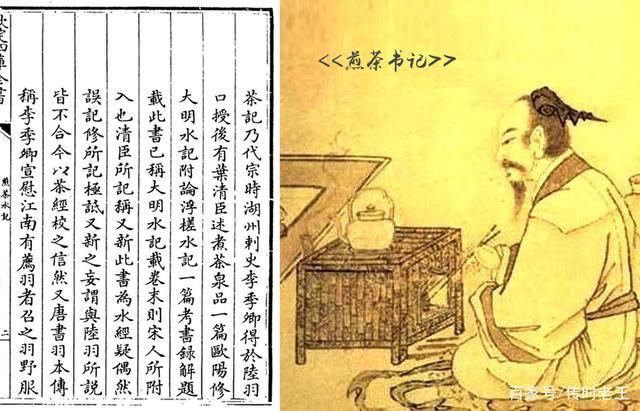 茶記乃代宗時湖州刺史李季卿得於陸羽
口授後有葉清臣述煮茶泉品一篇歐陽修
大明水記附論浮槎水記一篇考書録解題
載此書已稱大明水記載卷末則宋人所附
入也清臣所記稱又新此書為水經疑偶然
誤記修所記極詆又新之妄謂與陸羽所說
皆不合今以茶經校之信然又唐書羽本傳
稱李季卿宣慰江南有薦羽者召之羽野服
欽定四庫全書
煎茶水記
二
<<煎茶书记>>
百家号/传时老王